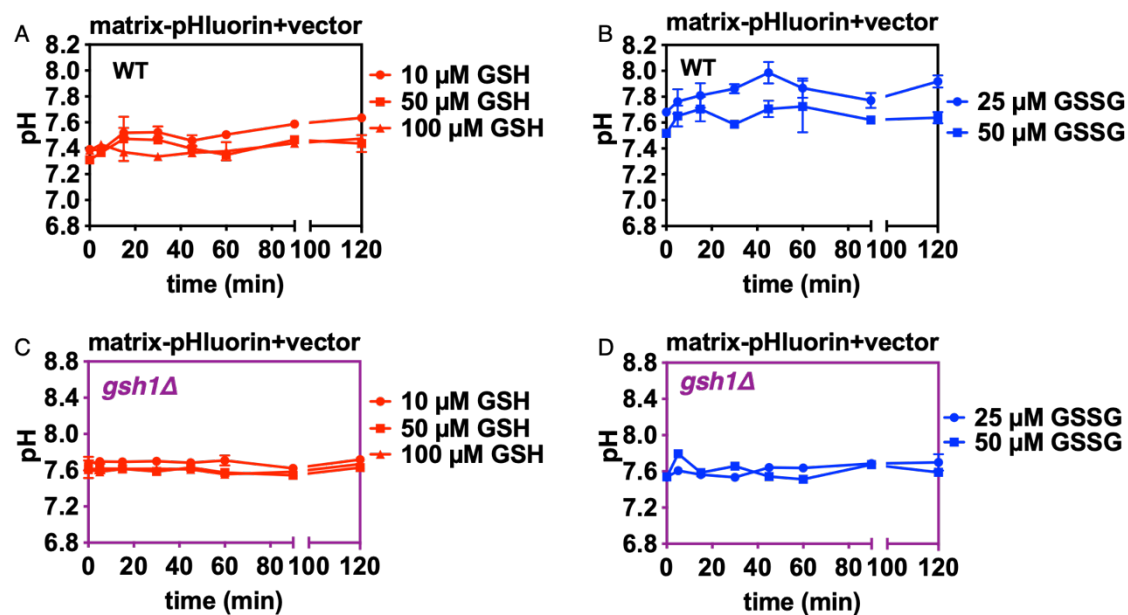 A
matrix-pHluorin+vector
8.2
8.0
7.8
7.6
7.4
7.2
7.0
6.8
pH
WT
10 µM GSH
50 µM GSH
100 µM GSH
0 20 40 60 80 100 120
time (min)
B
matrix-pHluorin+vector
8.2
8.0
7.8
7.6
7.4
7.2
7.0
6.8
pH
WT
25 µM GSSG
50 µM GSSG
0 20 40 60 80 100 120
time (min)
C
matrix-pHluorin+vector
8.8
8.4
8.0
7.6
7.2
6.8
pH
gsh1Δ
10 µM GSH
50 µM GSH
100 µM GSH
0 20 40 60 80 100 120
time (min)
D
matrix-pHluorin+vector
8.8
8.4
8.0
7.6
7.2
6.8
pH
gsh1Δ
25 µM GSSG
50 µM GSSG
0 20 40 60 80 100 120
time (min)